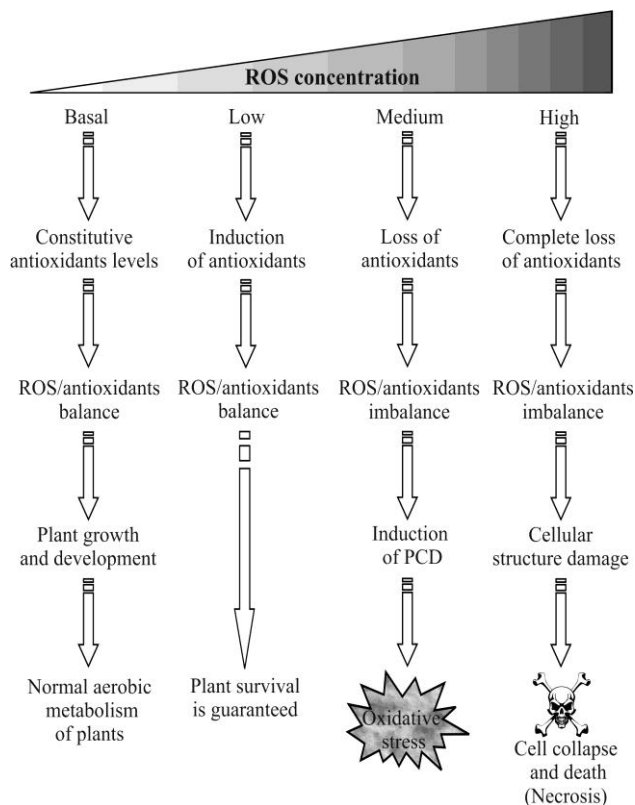 ROS concentration
Basal
Constitutive
antioxidants levels
ROS/antioxidants
balance
Plant growth
and development
Normal aerobic
metabolism
of plants
Low
Induction
of antioxidants
ROS/antioxidants
balance
Plant survival
is guaranteed
Medium
Loss of
antioxidants
ROS/antioxidants
imbalance
Induction
of PCD
Oxidative
stress
High
Complete loss
of antioxidants
ROS/antioxidants
imbalance
Cellular
structure damage
Cell collapse
and death
(Necrosis)